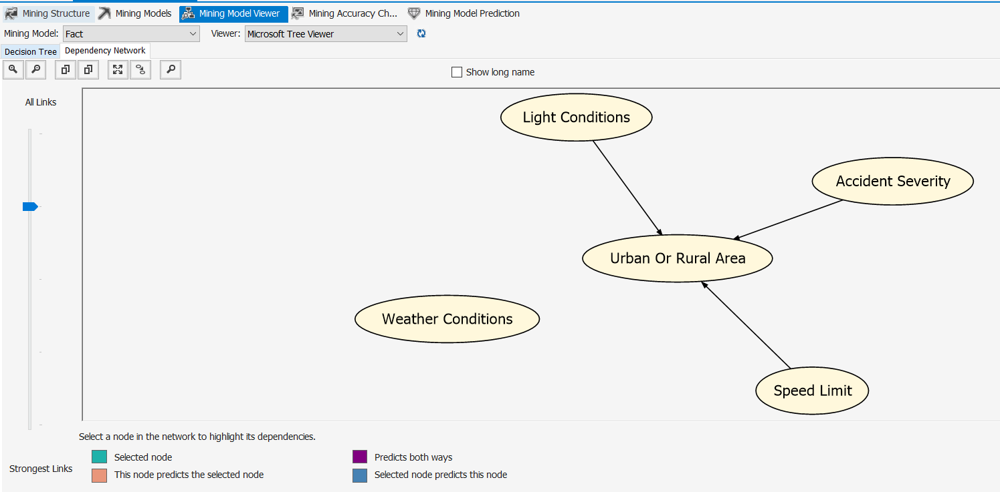 Mining Structure Mining Models Mining Model Viewer Mining Accuracy Ch... Mining Model Prediction
Mining Model: Fact Viewer: Microsoft Tree Viewer
Decision Tree Dependency Network
Show long name
All Links
Light Conditions
Accident Severity
Urban Or Rural Area
Weather Conditions
Speed Limit
Select a node in the network to highlight its dependencies.
Selected node Predicts both ways
Strongest Links
This node predicts the selected node Selected node predicts this node